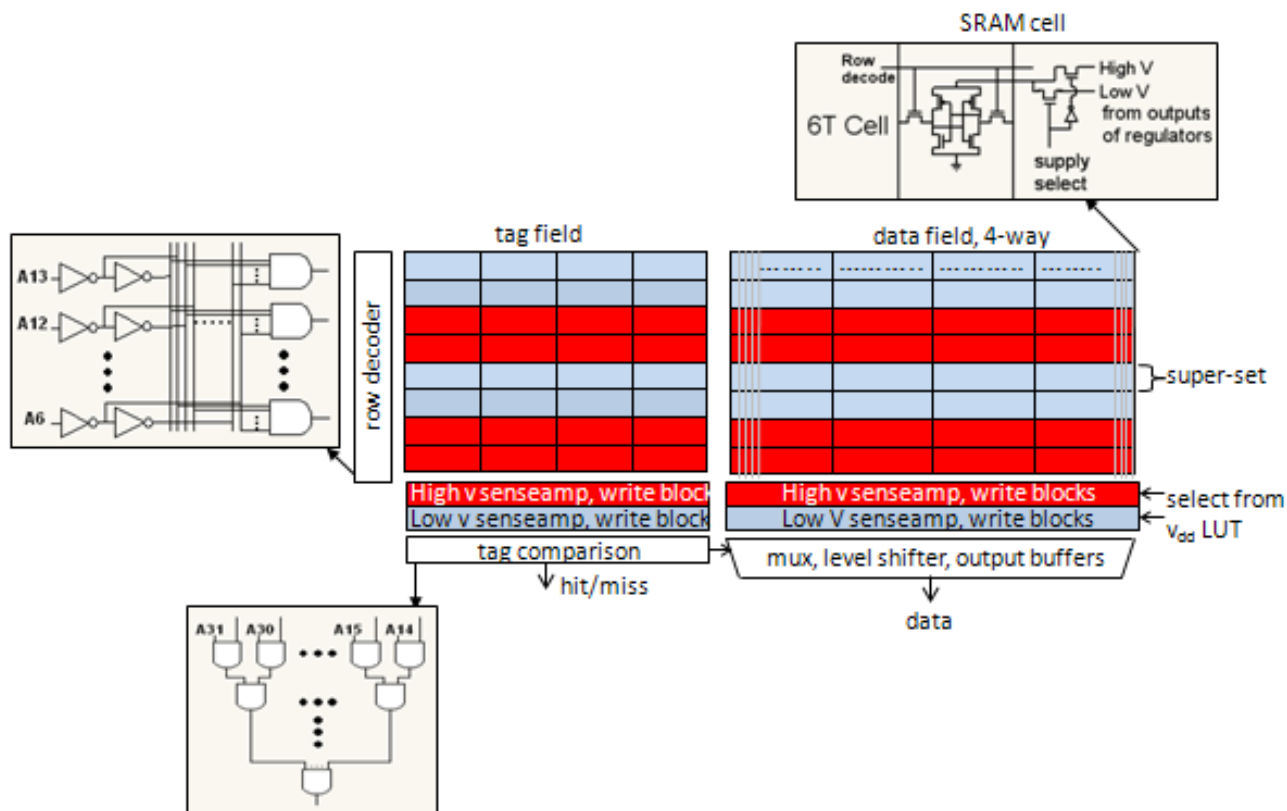 SRAM cell
Row
decode
High V
Low V
6T Cell
from outputs
of regulators
supply
select
tag field
data field, 4-way
A13
A12
A6
row decoder
super-set
High v senseamp, write block
High v senseamp, write blocks
select from
Low v senseamp, write block
Low V senseamp, write blocks
vdd LUT
tag comparison
mux, level shifter, output buffers
hit/miss
data
A31 A30 A15 A14